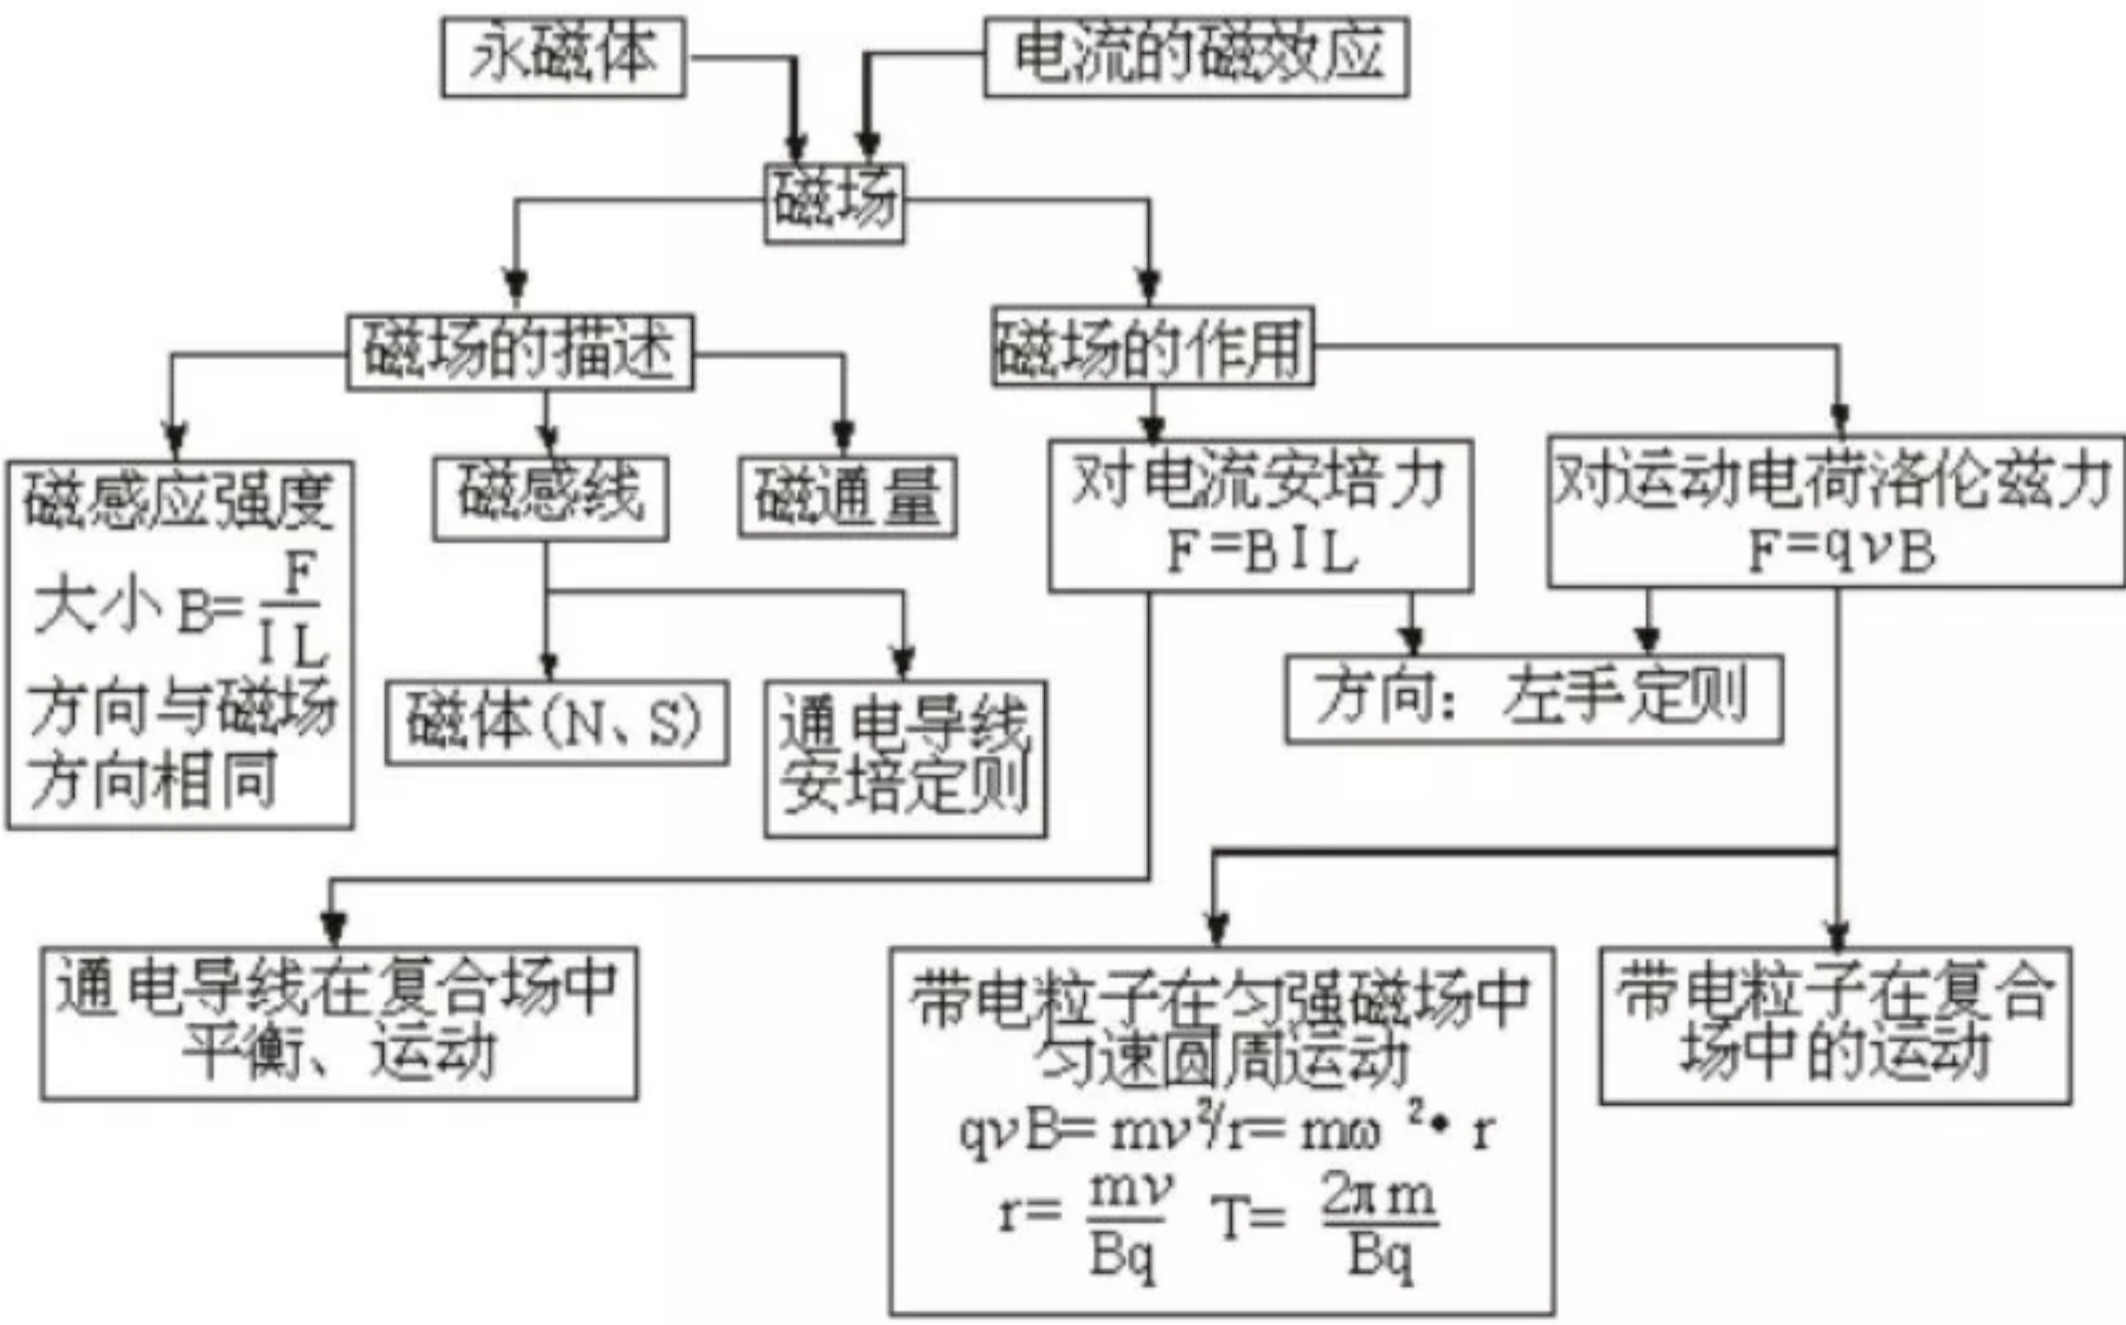 永磁体
电流的磁效应
磁场
磁场的描述
磁场的作用
磁感应强度
大小 B=F/IL
方向与磁场
方向相同
磁感线
磁通量
对电流安培力
F=BIL
对运动电荷洛伦兹力
F=qvB
磁体(N、S)
通电导线
安培定则
方向：左手定则
通电导线在复合场中
平衡、运动
带电粒子在匀强磁场中
匀速圆周运动
qvB=mv²/r=mω²•r
r=mv/Bq T=2πm/Bq
带电粒子在复合
场中的运动